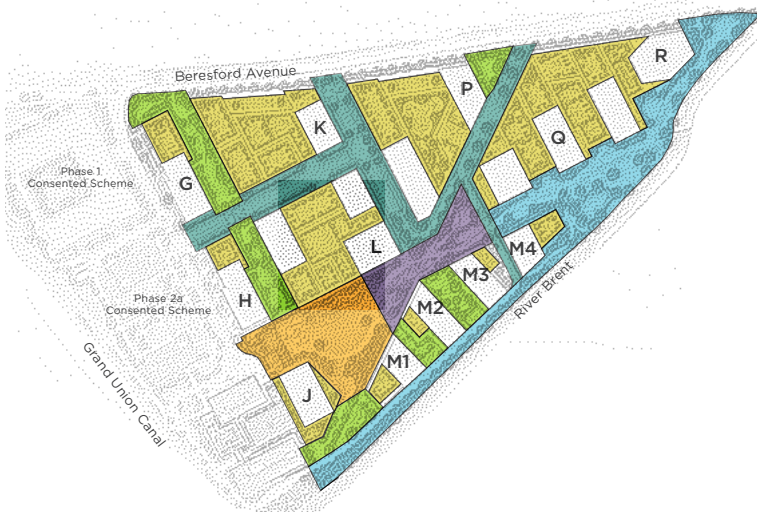 Beresford Avenue
R
P
K
Q
Phase 1
Consented Scheme
G
L
M4
M3
H
Phase 2a
Consented Scheme
M2
River Brent
M1
Grand Union Canal
J